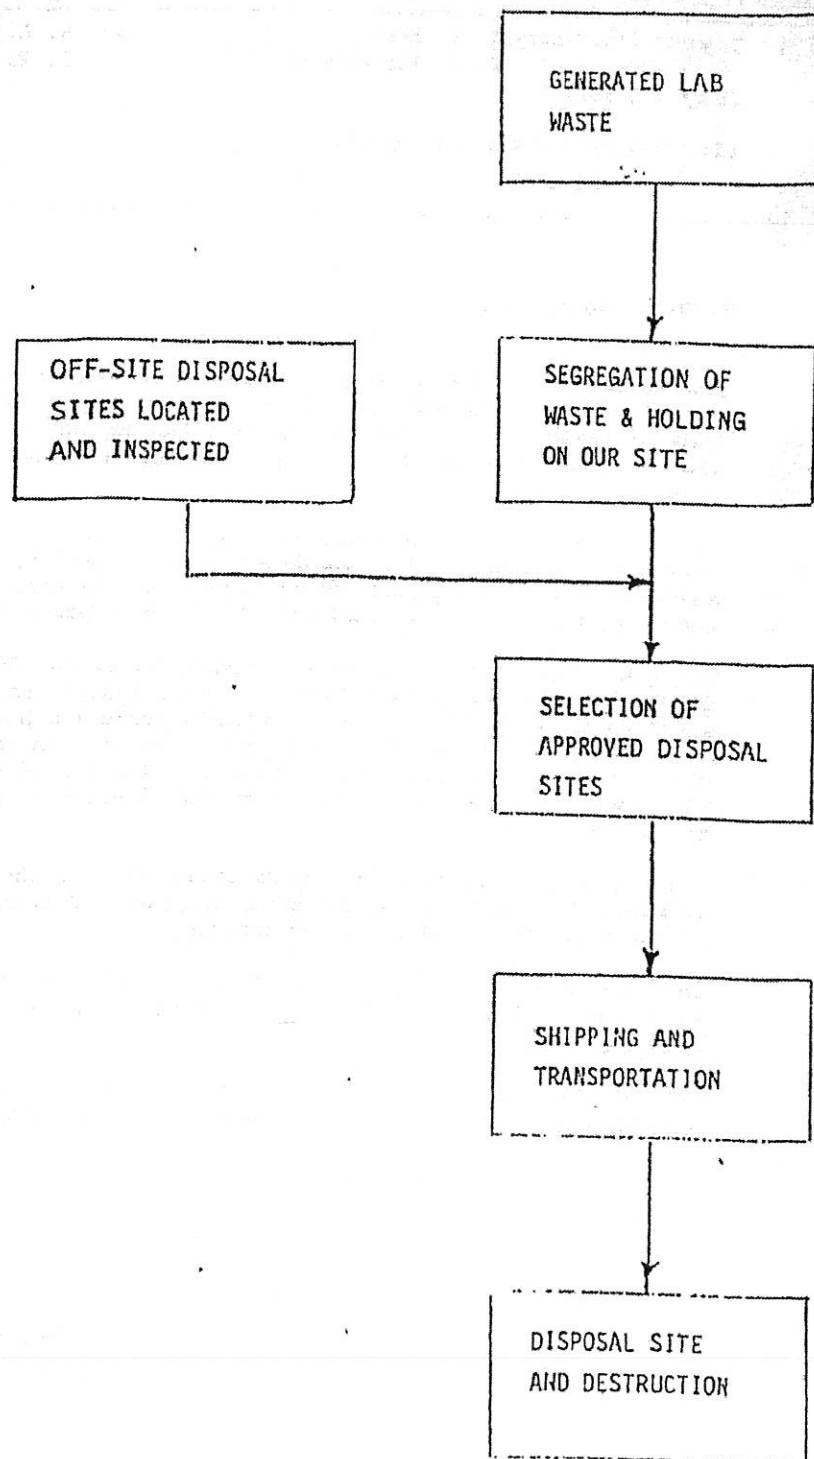 GENERATED LAB
WASTE
OFF-SITE DISPOSAL
SITES LOCATED
AND INSPECTED
SEGREGATION OF
WASTE & HOLDING
ON OUR SITE
SELECTION OF
APPROVED DISPOSAL
SITES
SHIPPING AND
TRANSPORTATION
DISPOSAL SITE
AND DESTRUCTION